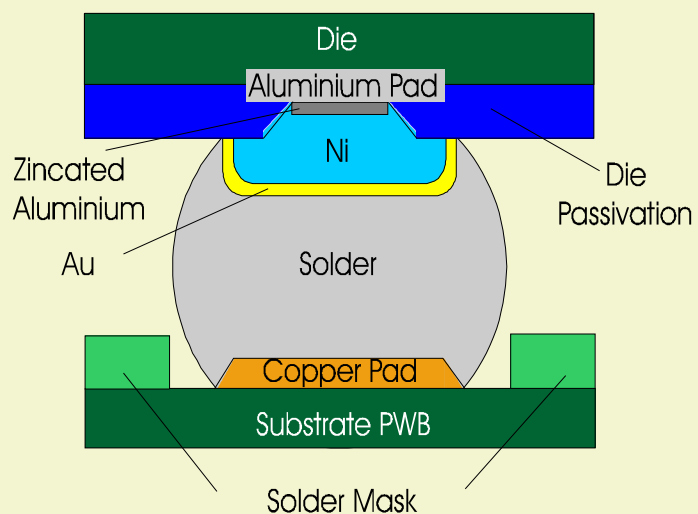 Die
Aluminium Pad
Ni
Zincated
Aluminium
Die
Passivation
Au
Solder
Copper Pad
Substrate PWB
Solder Mask